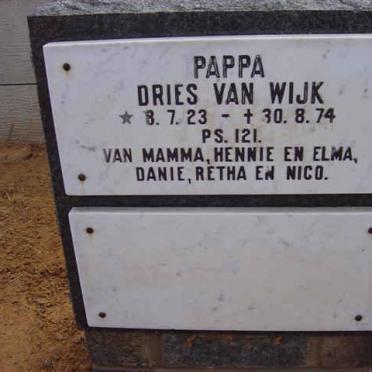 PAPPA
DRIES VAN WIJK
* 8.7.23 - + 30.8.74
PS. 121.
VAN MAMMA, HENNIE EN ELMA,
DANIE, RETHA EN NICO.